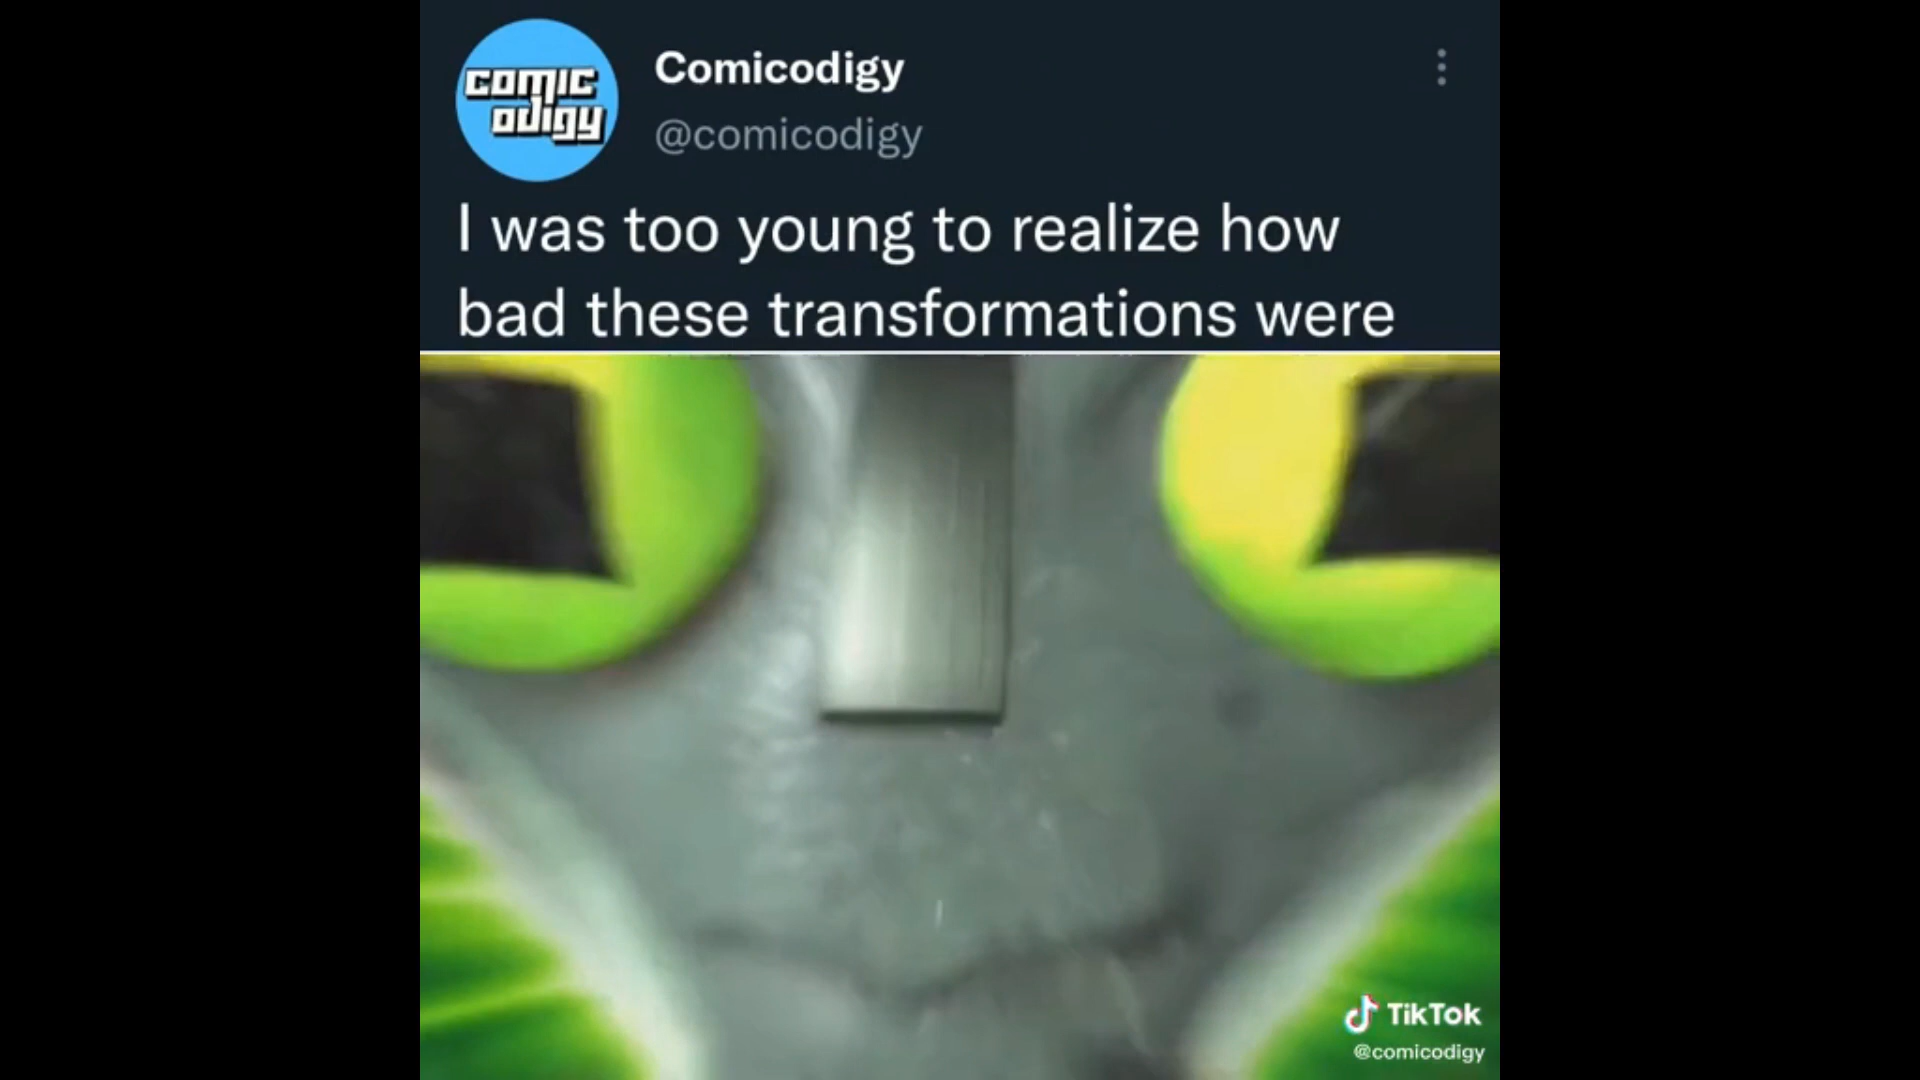 comic
odigy
Comicodigy
@comicodigy
I was too young to realize how
bad these transformations were
TikTok
@comicodigy